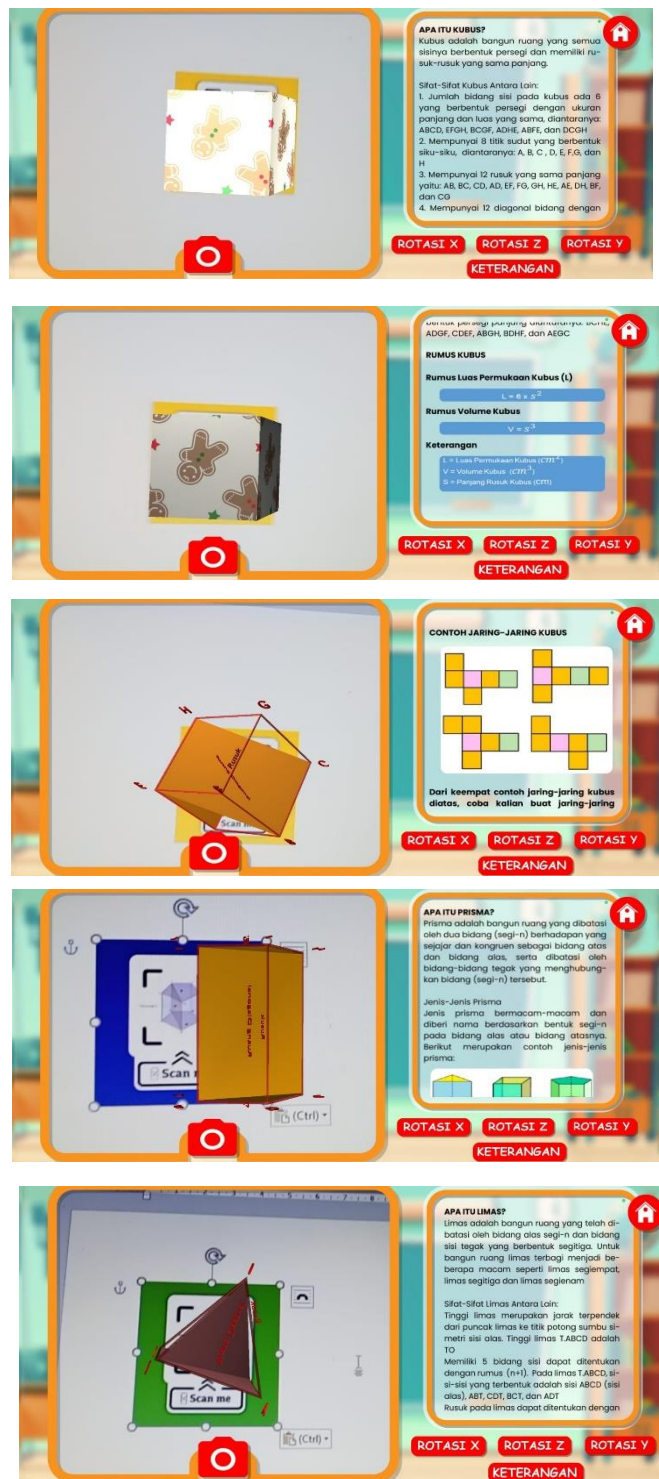 APA ITU KUBUS?
Kubus adalah bangun ruang yang semua
sisinya berbentuk persegi dan memiliki ru-
suk-rusuk yang sama panjang.
Sifat-Sifat Kubus Antara Lain:
1. Jumlah bidang sisi pada kubus ada 6
yang berbentuk persegi dengan ukuran
panjang dan luas yang sama, diantaranya:
ABCD, EFGH, BCGF, ADHE, ABFE, dan DCGH
2. Mempunyai 8 titik sudut yang berbentuk
siku-siku, diantaranya: A, B, C , D, E, F,G, dan
H
3. Mempunyai 12 rusuk yang sama panjang
yaitu: AB, BC, CD, AD, EF, FG, GH, HE, AE, DH, BF,
dan CG
4. Mempunyai 12 diagonal bidang dengan
ROTASI X ROTASI Z ROTASI Y
KETERANGAN
bentuk persegi panjang diantaranya:
ADGF, CDEF, ABGH, BDHF, dan AEGC
RUMUS KUBUS
Rumus Luas Permukaan Kubus (L)
L = 6 x s²
Rumus Volume Kubus
V = s³
Keterangan
L = Luas Permukaan Kubus (cm²)
V = Volume Kubus (cm³)
S = Panjang Rusuk Kubus (cm)
ROTASI X ROTASI Z ROTASI Y
KETERANGAN
H
G
C
Rusuk
Scan
CONTOH JARING-JARING KUBUS
Dari keempat contoh jaring-jaring kubus
diatas, coba kalian buat jaring-jaring
ROTASI X ROTASI Z ROTASI Y
KETERANGAN
Scan
(Ctrl)
APA ITU PRISMA?
Prisma adalah bangun ruang yang dibatasi
oleh dua bidang (segi-n) berhadapan yang
sejajar dan kongruen sebagai bidang atas
dan bidang alas, serta dibatasi oleh
bidang-bidang tegak yang menghubung-
kan bidang (segi-n) tersebut.
Jenis-Jenis Prisma
Jenis prisma bermacam-macam dan
diberi nama berdasarkan bentuk segi-n
pada bidang alas atau bidang atasnya.
Berikut merupakan contoh jenis-jenis
prisma:
ROTASI X ROTASI Z ROTASI Y
KETERANGAN
Scan me
(Ctrl)
APA ITU LIMAS?
Limas adalah bangun ruang yang telah di-
batasi oleh bidang alas segi-n dan bidang
sisi tegak yang berbentuk segitiga. Untuk
bangun ruang limas terbagi menjadi be-
berapa macam seperti limas segiempat,
limas segitiga dan limas segienam
Sifat-Sifat Limas Antara Lain:
Tinggi limas merupakan jarak terpendek
dari puncak limas ke titik potong sumbu si-
metri sisi alas. Tinggi limas T.ABCD adalah
TO
Memiliki 5 bidang sisi dapat ditentukan
dengan rumus (n+1). Pada limas T.ABCD, si-
si-sisi yang terbentuk adalah sisi ABCD (sisi
alas), ABT, CDT, BCT, dan ADT
Rusuk pada limas dapat ditentukan dengan
ROTASI X ROTASI Z ROTASI Y
KETERANGAN